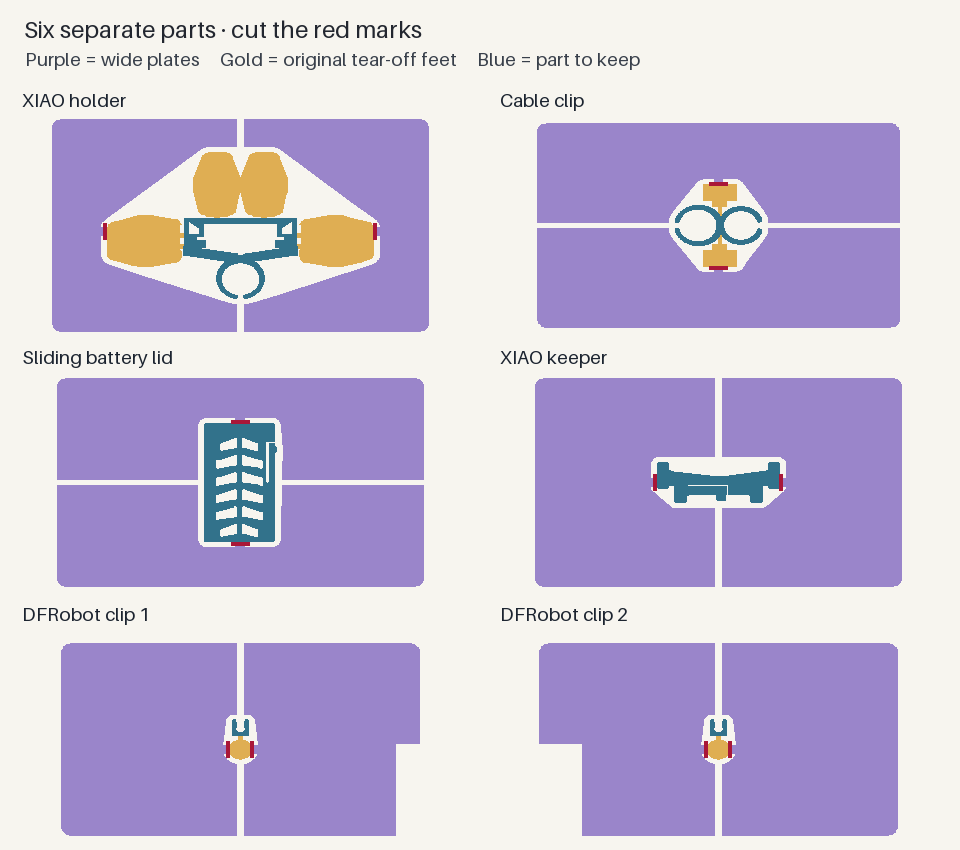 Six separate parts · cut the red marks
Purple = wide plates Gold = original tear-off feet Blue = part to keep
XIAO holder
Cable clip
Sliding battery lid
XIAO keeper
DFRobot clip 1
DFRobot clip 2